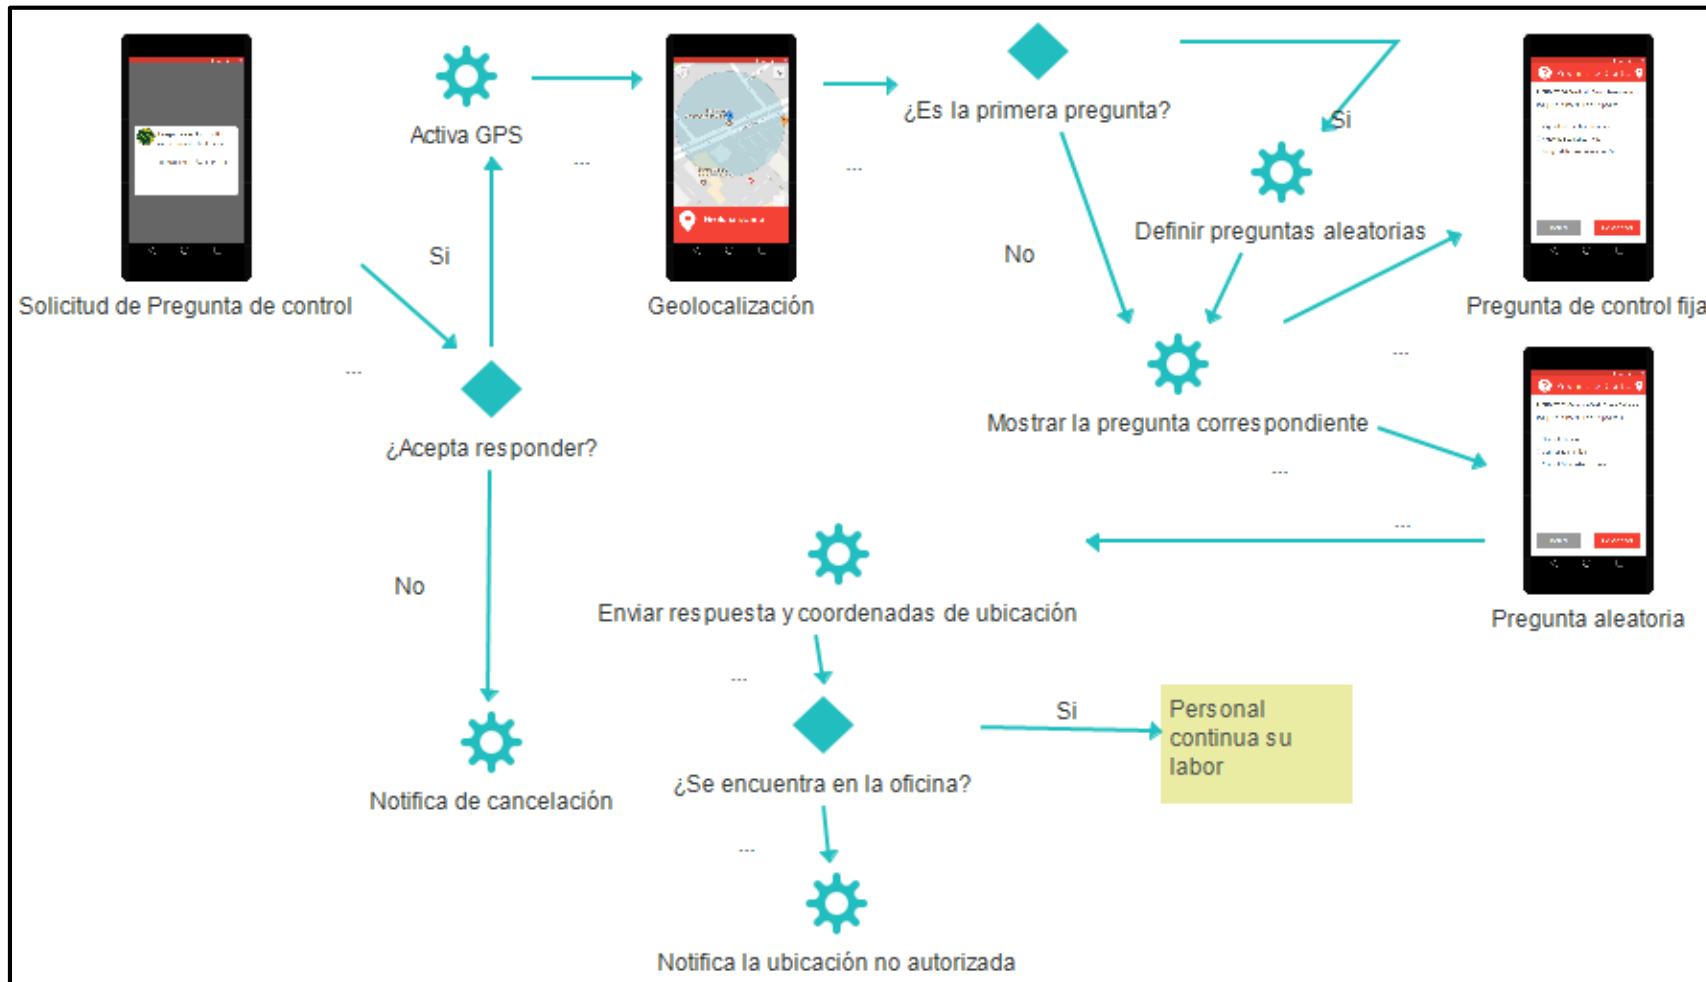 ¿Es la primera pregunta?
Si
Activa GPS
---
---
Definir preguntas aleatorias
Si
No
Solicitud de Pregunta de control
Geolocalización
Pregunta de control fija
---
---
Mostrar la pregunta correspondiente
¿Acepta responder?
---
---
No
Enviar respuesta y coordenadas de ubicación
Pregunta aleatoria
---
Si
Personal
continua su
labor
¿Se encuentra en la oficina?
Notifica de cancelación
---
Notifica la ubicación no autorizada